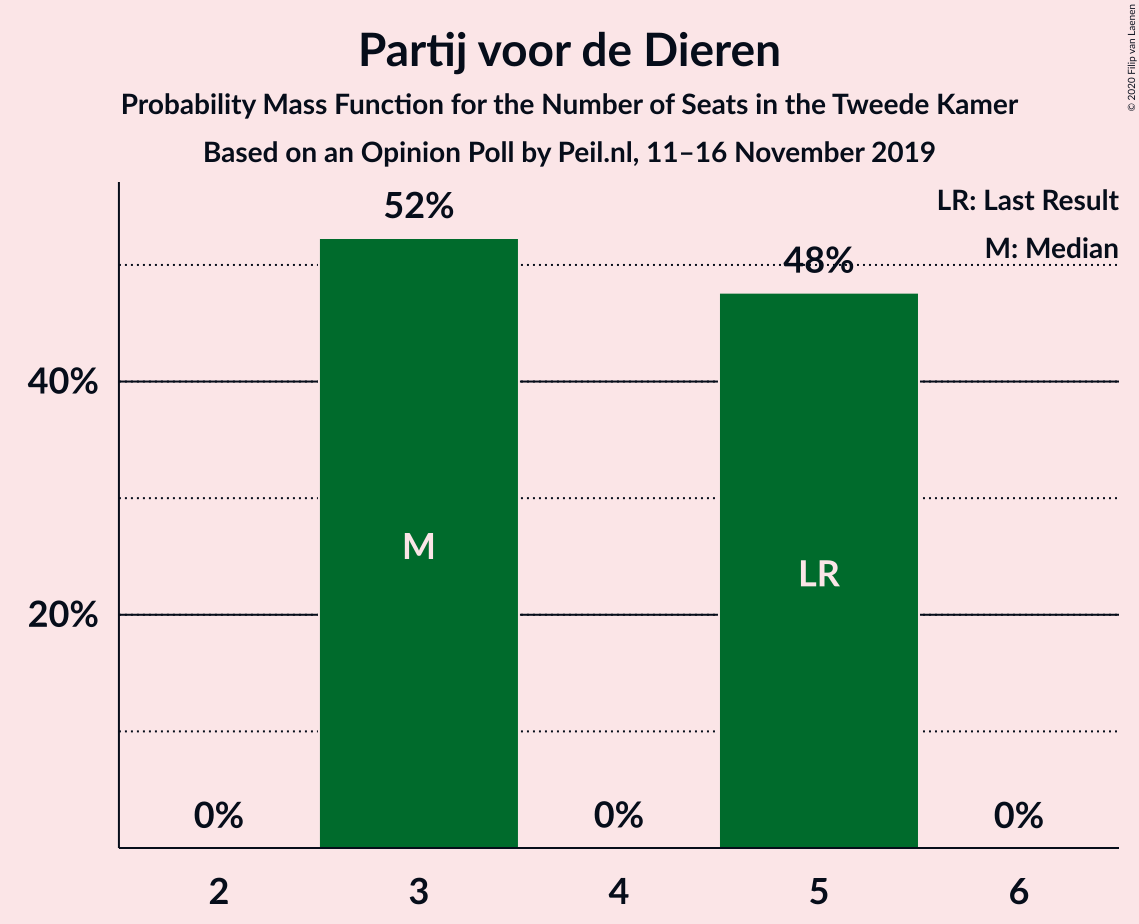 Partij voor de Dieren
Probability Mass Function for the Number of Seats in the Tweede Kamer
Based on an Opinion Poll by Peil.nl, 11–16 November 2019
© 2020 Filip van Laenen
LR: Last Result
M: Median
52%
48%
40%
20%
M
LR
0%
0%
0%
2 3 4 5 6